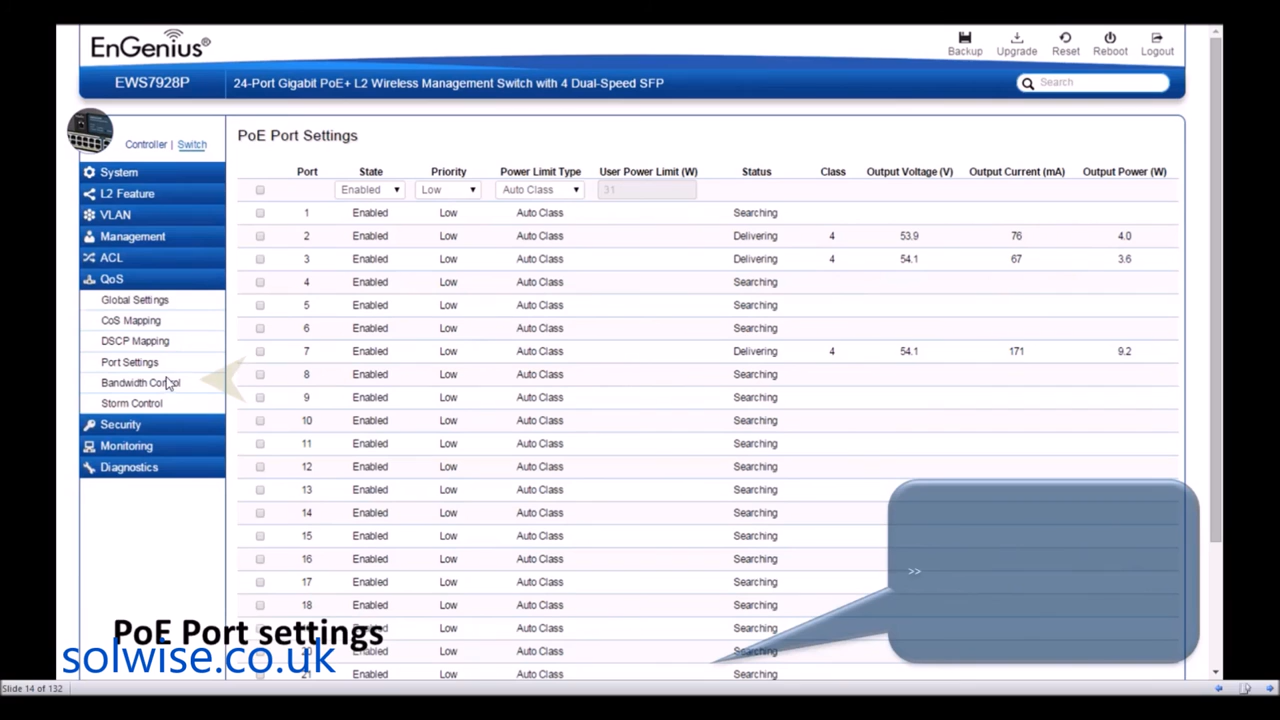 EnGenius®
Backup Upgrade Reset Reboot Logout
EWS7928P 24-Port Gigabit PoE+ L2 Wireless Management Switch with 4 Dual-Speed SFP Search
Controller | Switch
System
L2 Feature
VLAN
Management
ACL
QoS
Global Settings
CoS Mapping
DSCP Mapping
Port Settings
Bandwidth Control
Storm Control
Security
Monitoring
Diagnostics
PoE Port Settings
Port State Priority Power Limit Type User Power Limit (W) Status Class Output Voltage (V) Output Current (mA) Output Power (W)
Enabled Low Auto Class 31
1 Enabled Low Auto Class Searching
2 Enabled Low Auto Class Delivering 4 53.9 76 4.0
3 Enabled Low Auto Class Delivering 4 54.1 67 3.6
4 Enabled Low Auto Class Searching
5 Enabled Low Auto Class Searching
6 Enabled Low Auto Class Searching
7 Enabled Low Auto Class Delivering 4 54.1 171 9.2
8 Enabled Low Auto Class Searching
9 Enabled Low Auto Class Searching
10 Enabled Low Auto Class Searching
11 Enabled Low Auto Class Searching
12 Enabled Low Auto Class Searching
13 Enabled Low Auto Class Searching
14 Enabled Low Auto Class Searching
15 Enabled Low Auto Class Searching
16 Enabled Low Auto Class Searching
17 Enabled Low Auto Class Searching
18 Enabled Low Auto Class Searching
Enabled Low Auto Class Searching
20 Enabled Low Auto Class Searching
21 Enabled Low Auto Class Searching
>>
PoE Port settings
solwise.co.uk
Slide 14 of 132